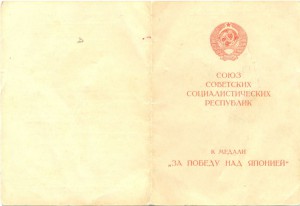 СОЮЗ
СОВЕТСКИХ
СОЦИАЛИСТИЧЕСКИХ
РЕСПУБЛИК
К МЕДАЛИ
„ЗА ПОБЕДУ НАД ЯПОНИЕЙ“